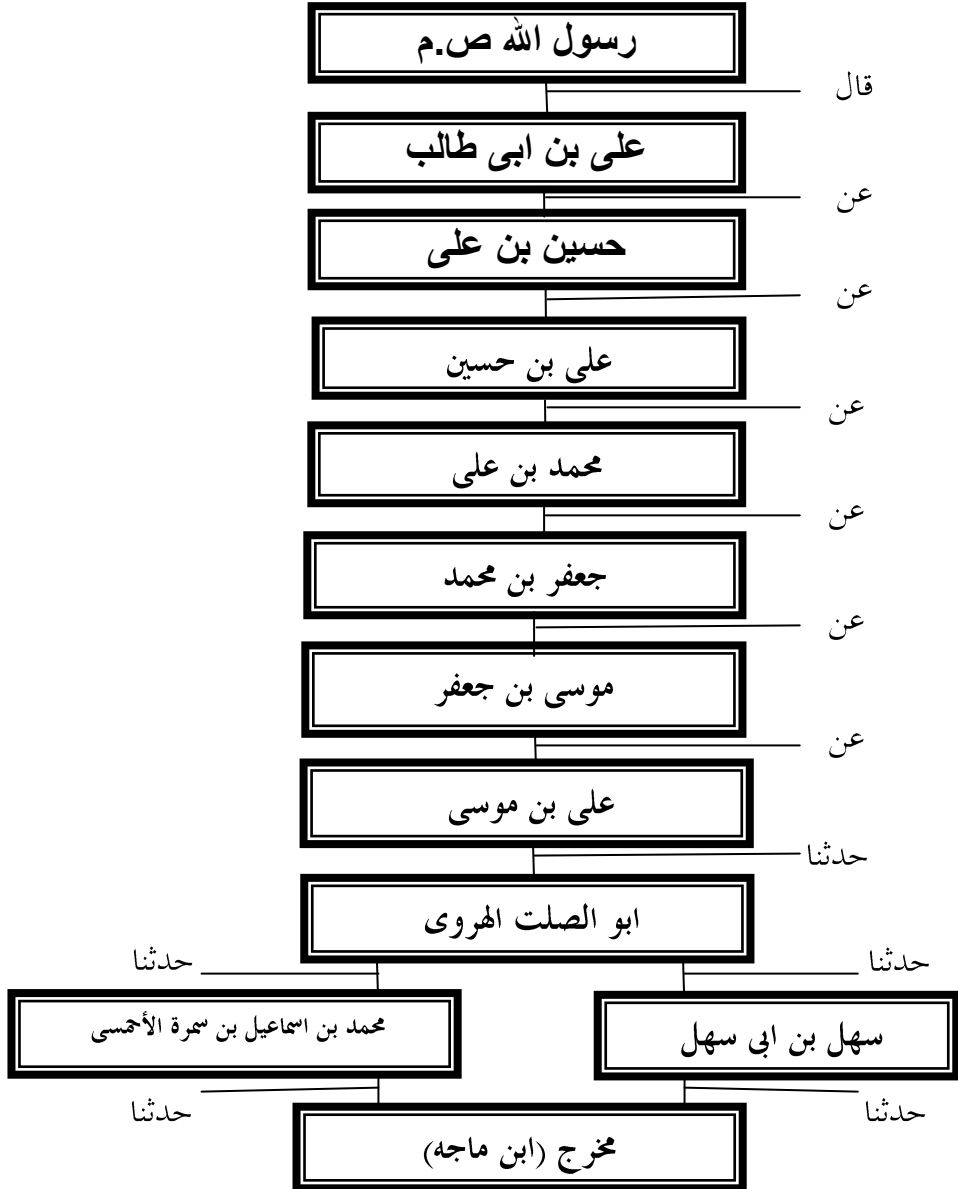 رسول الله ص.م
قال
على بن ابى طالب
عن
حسين بن على
عن
على بن حسين
عن
محمد بن على
عن
جعفر بن محمد
عن
موسى بن جعفر
عن
على بن موسى
حدثنا
ابو الصلت الهروى
حدثنا
حدثنا
سهل بن ابى سهل
محمد بن اسماعيل بن سمرة الأحمسى
حدثنا
حدثنا
مخرج (ابن ماجه)